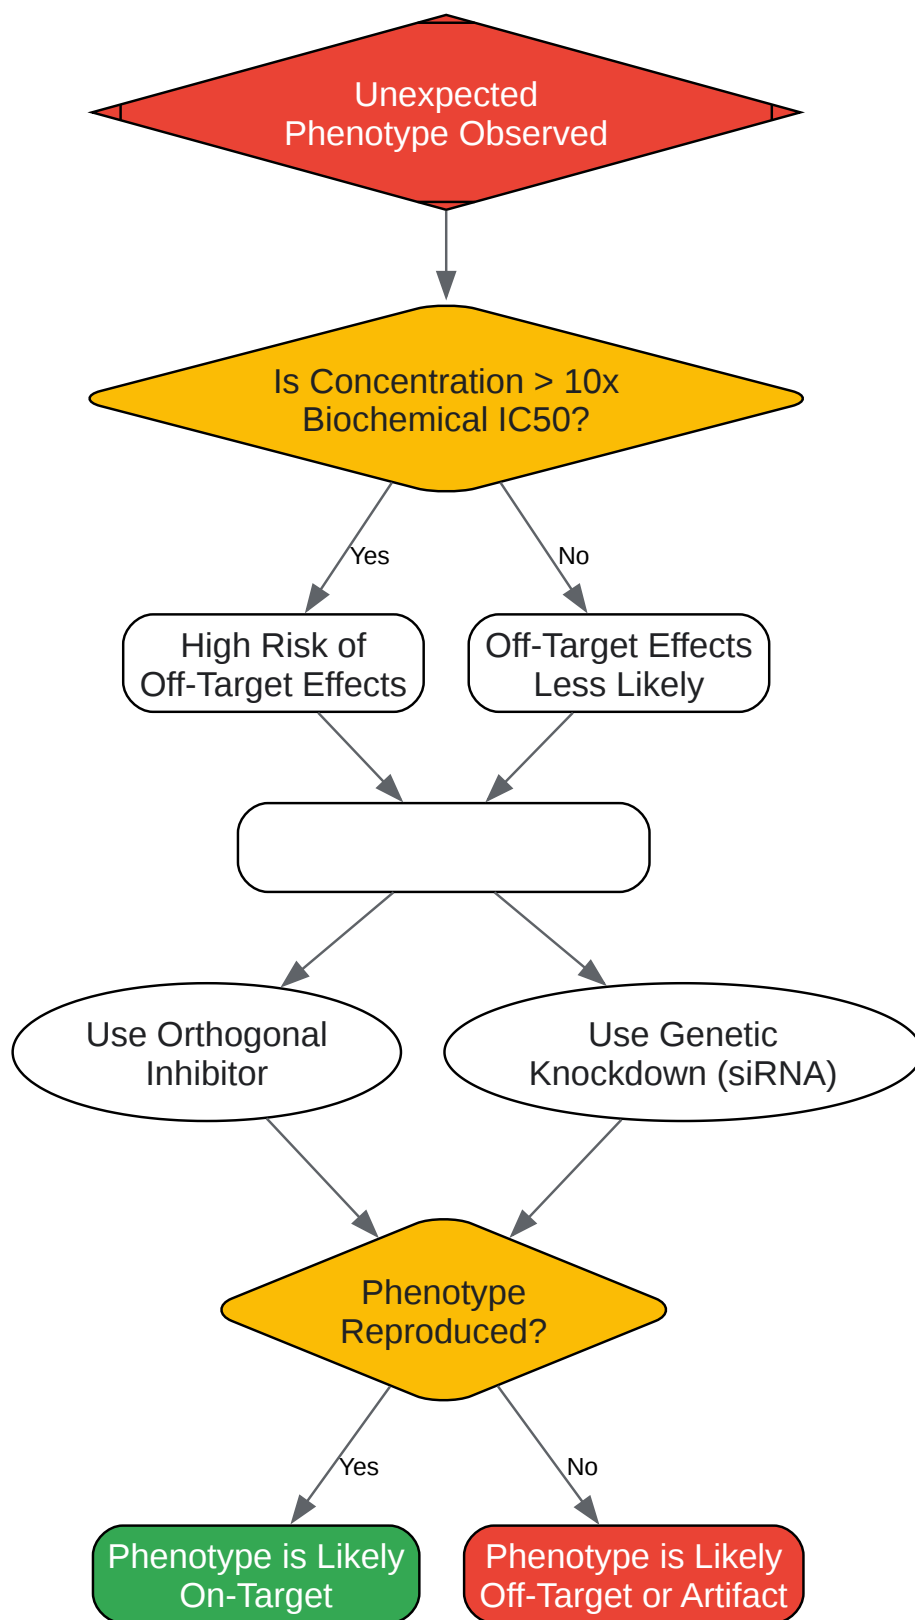 Unexpected
Phenotype Observed
Is Concentration > 10x
Biochemical IC50?
Yes
No
High Risk of
Off-Target Effects
Off-Target Effects
Less Likely
Use Orthogonal
Inhibitor
Use Genetic
Knockdown (siRNA)
Phenotype
Reproduced?
Yes
No
Phenotype is Likely
On-Target
Phenotype is Likely
Off-Target or Artifact